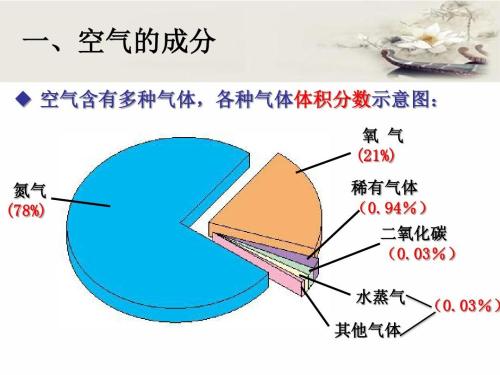 一、空气的成分
◆ 空气含有多种气体，各种气体体积分数示意图：
氧 气
(21%)
氮气
(78%)
稀有气体
（0.94%）
二氧化碳
（0.03%）
水蒸气
其他气体
（0.03%）